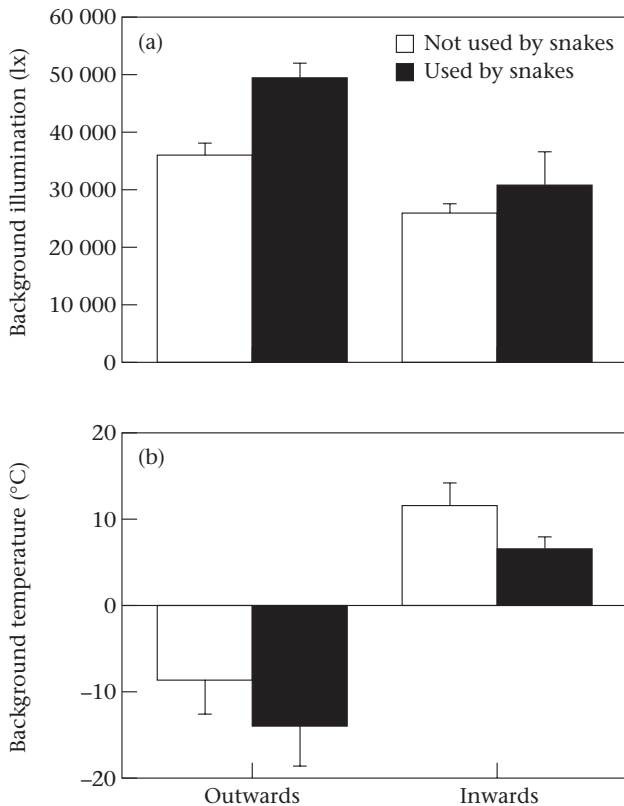 (a)
Not used by snakes
Used by snakes
Background illumination (lx)
60 000
50 000
40 000
30 000
20 000
10 000
0
(b)
Background temperature (°C)
20
10
0
–10
–20
Outwards Inwards